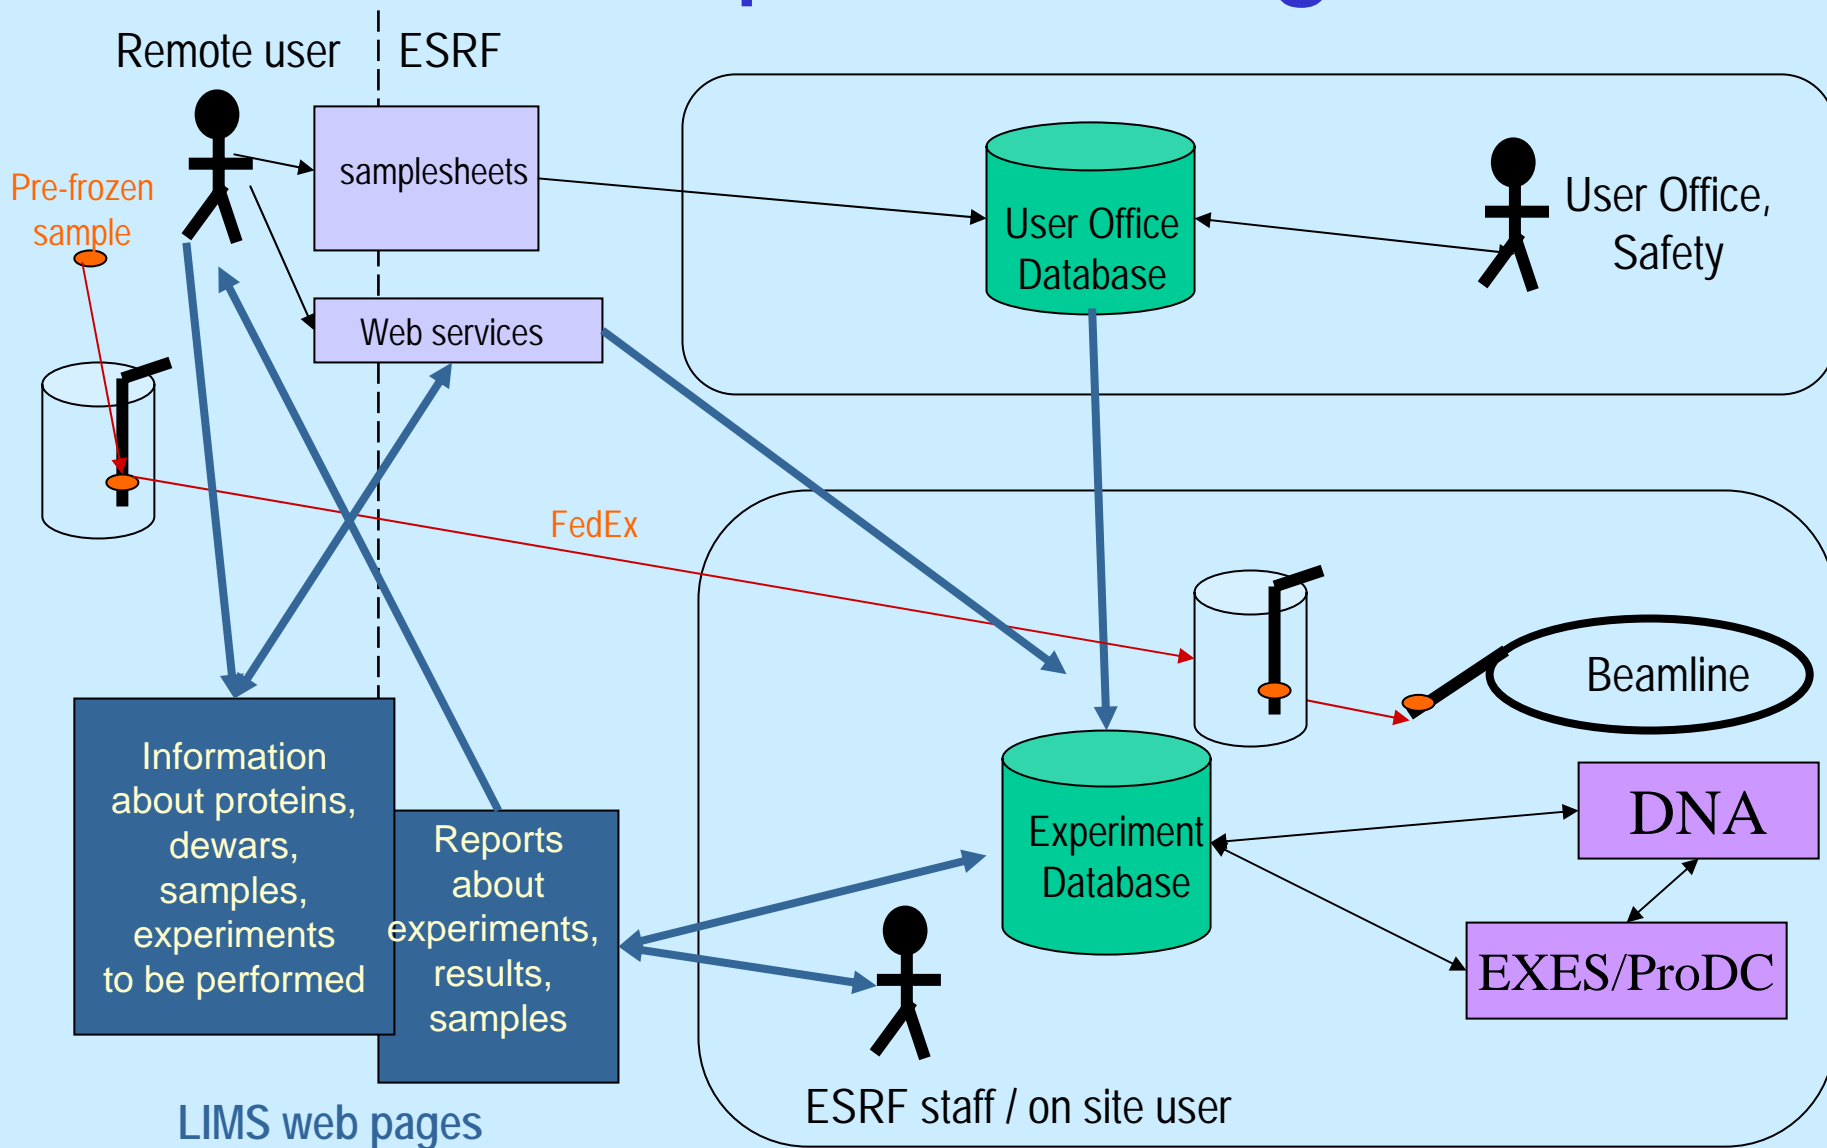 Remote user
ESRF
samplesheets
Pre-frozen
sample
User Office
Database
User Office,
Safety
Web services
FedEx
Beamline
Information
about proteins,
dewars,
samples,
experiments
to be performed
Reports
about
experiments,
results,
samples
Experiment
Database
DNA
EXES/ProDC
ESRF staff / on site user
LIMS web pages